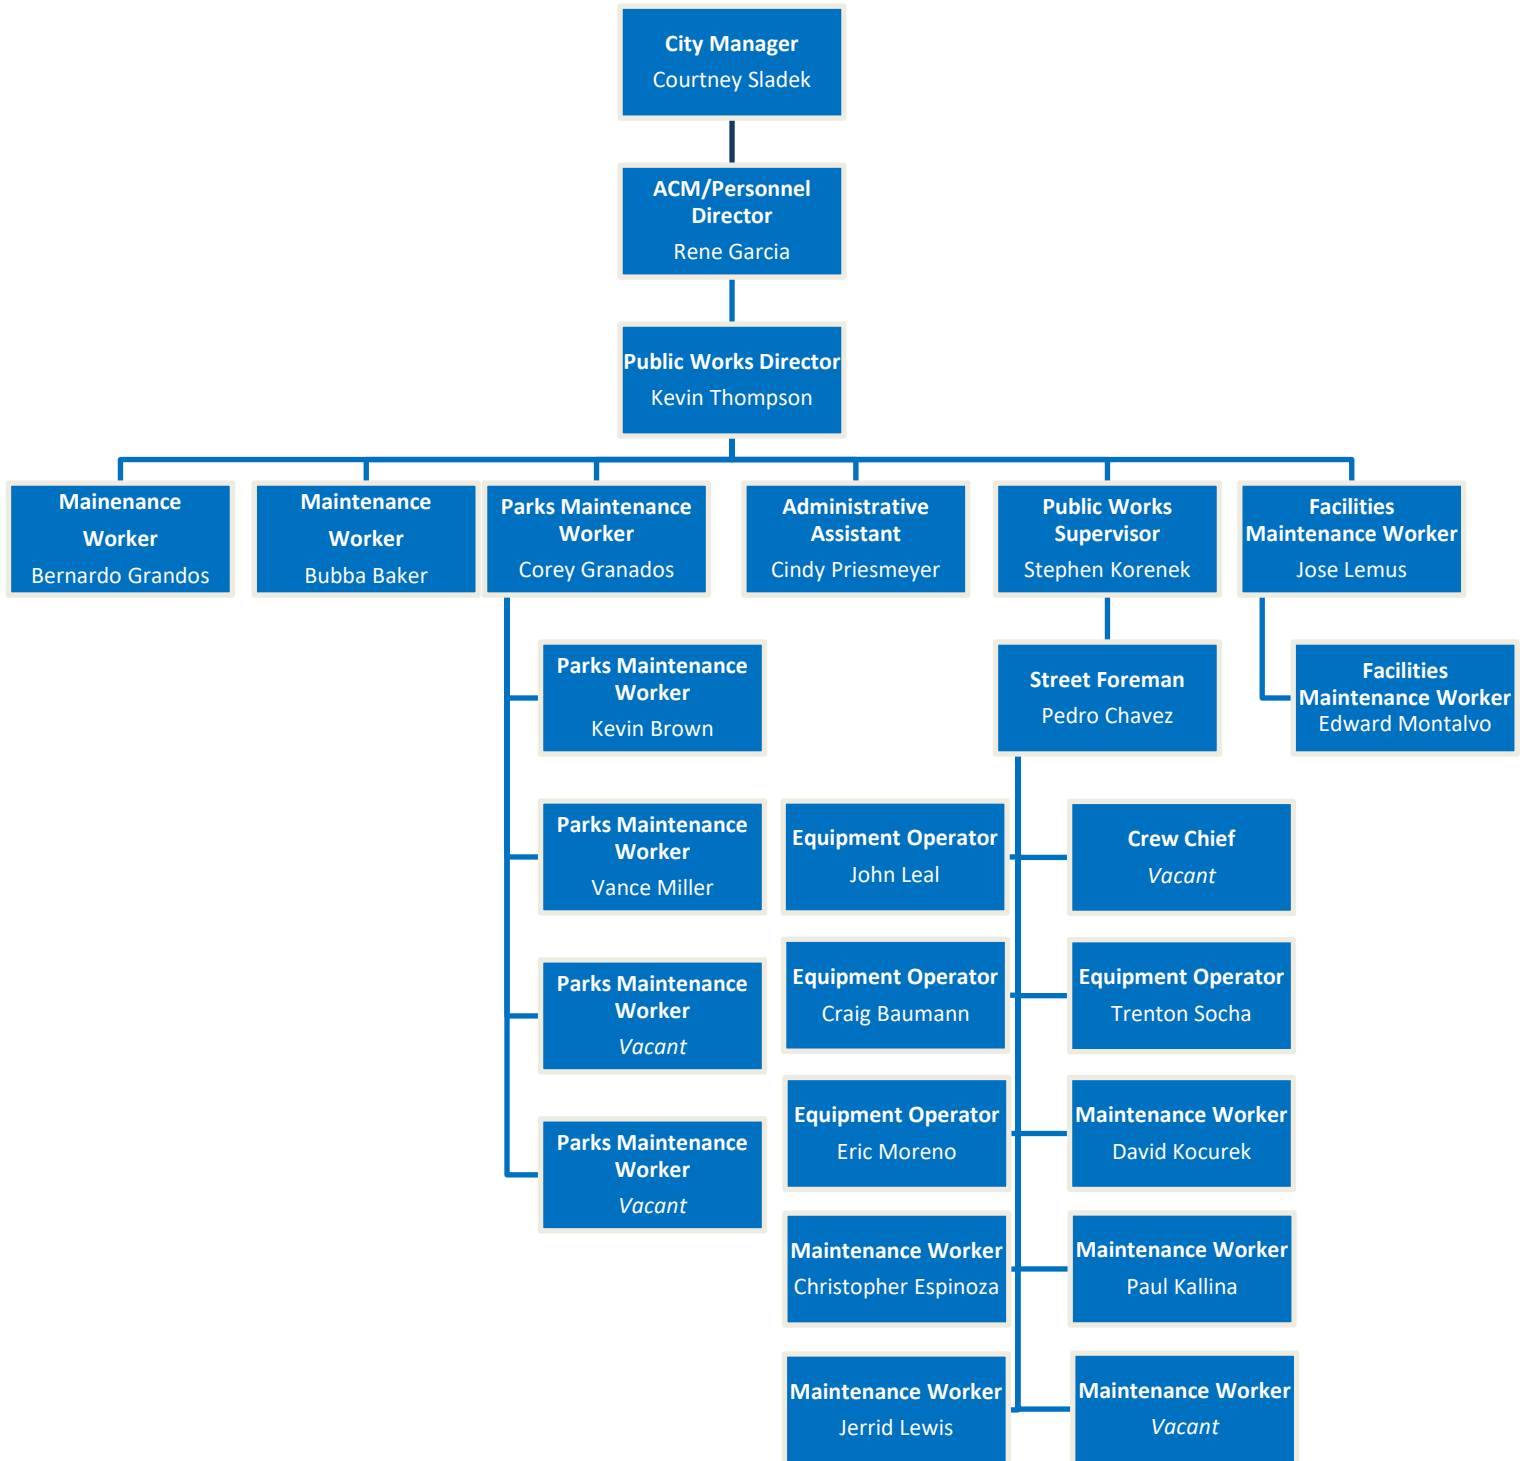 City Manager
Courtney Sladek
ACM/Personnel
Director
Rene Garcia
Public Works Director
Kevin Thompson
Mainenance
Worker
Bernardo Grandos
Maintenance
Worker
Bubba Baker
Parks Maintenance
Worker
Corey Granados
Administrative
Assistant
Cindy Priesmeyer
Public Works
Supervisor
Stephen Korenek
Facilities
Maintenance Worker
Jose Lemus
Parks Maintenance
Worker
Kevin Brown
Street Foreman
Pedro Chavez
Facilities
Maintenance Worker
Edward Montalvo
Parks Maintenance
Worker
Vance Miller
Equipment Operator
John Leal
Crew Chief
Vacant
Parks Maintenance
Worker
Vacant
Equipment Operator
Craig Baumann
Equipment Operator
Trenton Socha
Parks Maintenance
Worker
Vacant
Equipment Operator
Eric Moreno
Maintenance Worker
David Kocurek
Maintenance Worker
Christopher Espinoza
Maintenance Worker
Paul Kallina
Maintenance Worker
Jerrid Lewis
Maintenance Worker
Vacant